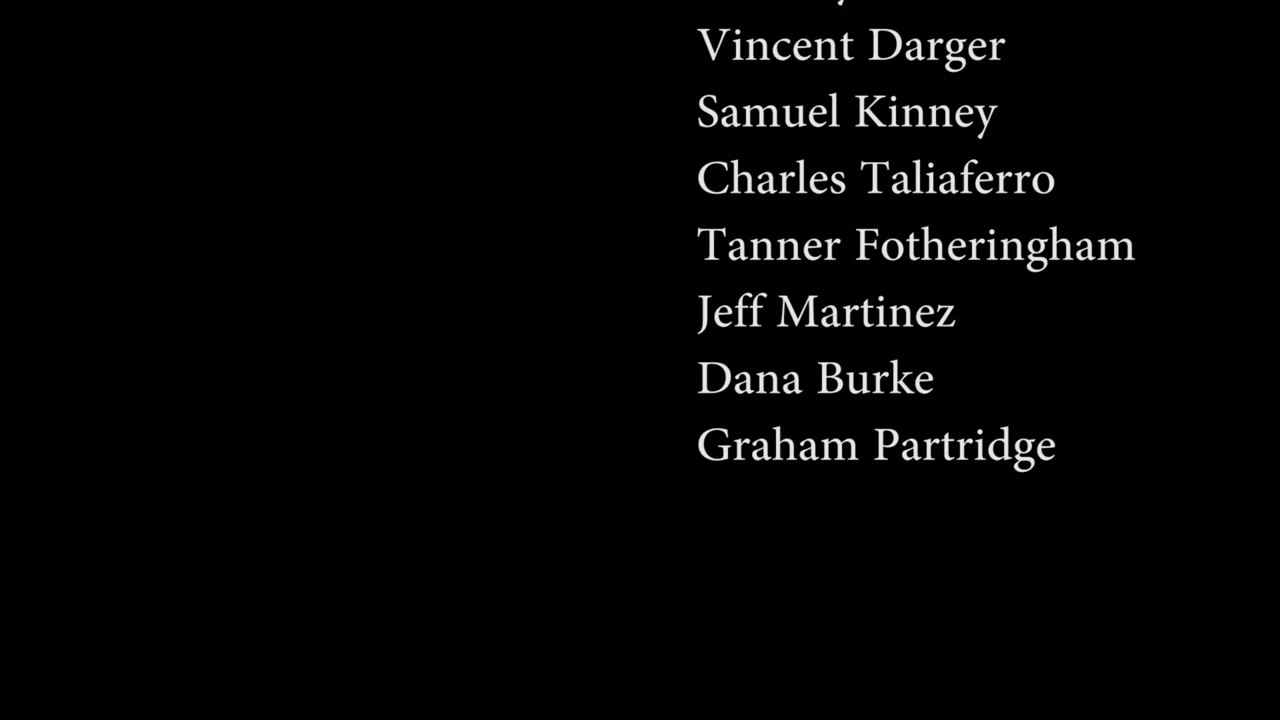 Vincent Darger
Samuel Kinney
Charles Taliaferro
Tanner Fotheringham
Jeff Martinez
Dana Burke
Graham Partridge